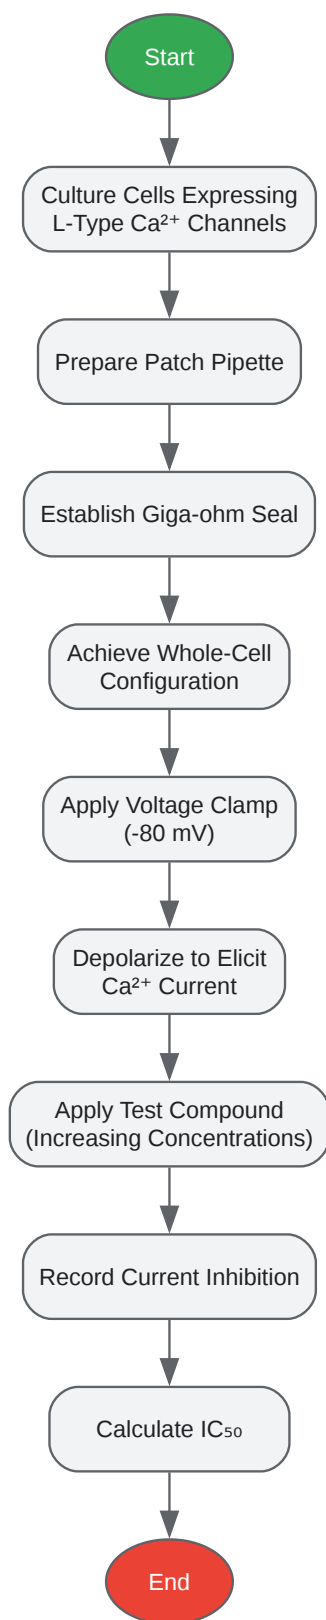 Start
Culture Cells Expressing
L-Type Ca²⁺ Channels
Prepare Patch Pipette
Establish Giga-ohm Seal
Achieve Whole-Cell
Configuration
Apply Voltage Clamp
(-80 mV)
Depolarize to Elicit
Ca²⁺ Current
Apply Test Compound
(Increasing Concentrations)
Record Current Inhibition
Calculate IC₅₀
End